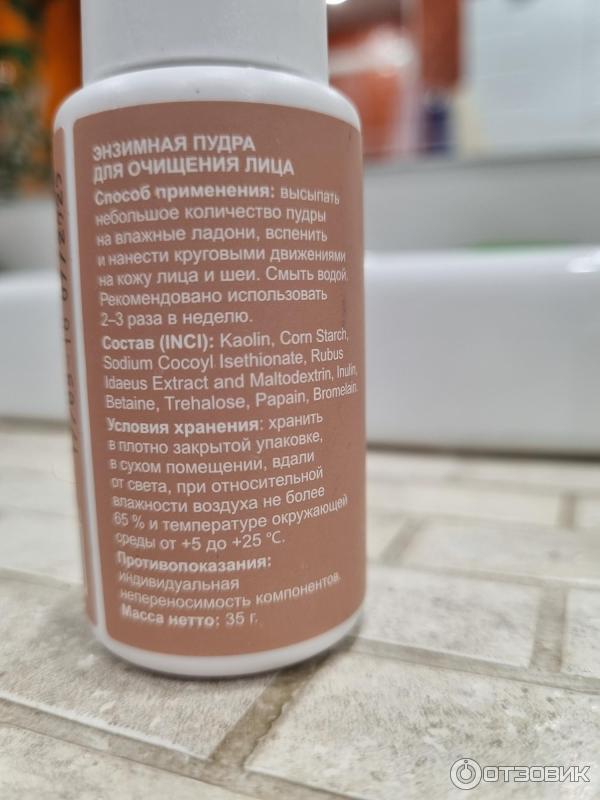 ЭНЗИМНАЯ ПУДРА
ДЛЯ ОЧИЩЕНИЯ ЛИЦА
Способ применения: высыпать
небольшое количество пудры
на влажные ладони, вспенить
и нанести круговыми движениями
на кожу лица и шеи. Смыть водой.
Рекомендовано использовать
2–3 раза в неделю.
Состав (INCI): Kaolin, Corn Starch,
Sodium Cocoyl Isethionate, Rubus
Idaeus Extract and Maltodextrin, Inulin,
Betaine, Trehalose, Papain, Bromelain.
Условия хранения: хранить
в плотно закрытой упаковке,
в сухом помещении, вдали
от света, при относительной
влажности воздуха не более
65 % и температуре окружающей
среды от +5 до +25 °C.
Противопоказания:
индивидуальная
непереносимость компонентов.
Масса нетто: 35 г.
ОТЗОВИК